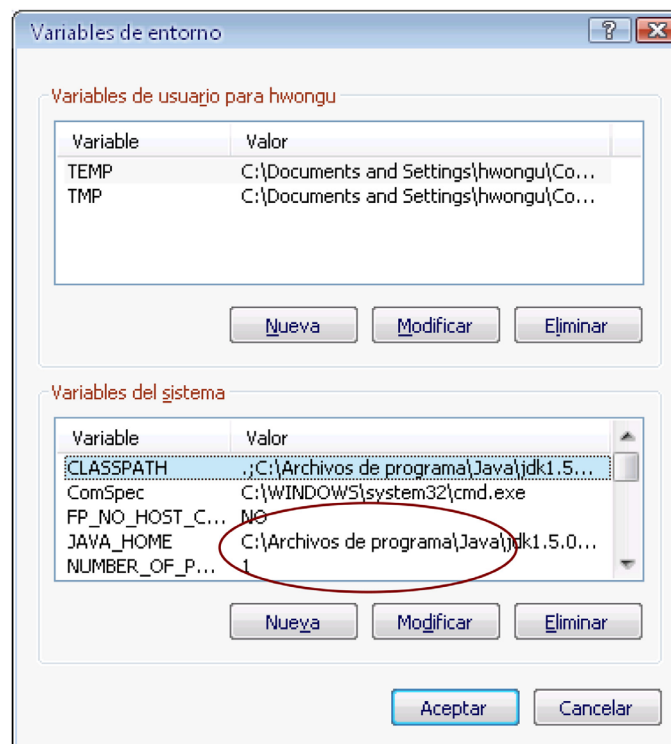 Variables de entorno
Variables de usuario para hwongu
Variable Valor
TEMP C:\Documents and Settings\hwongu\Co...
TMP C:\Documents and Settings\hwongu\Co...
Nueva Modificar Eliminar
Variables del sistema
Variable Valor
CLASSPATH .;C:\Archivos de programa\Java\jdk1.5...
ComSpec C:\WINDOWS\system32\cmd.exe
FP_NO_HOST_C... NO
JAVA_HOME C:\Archivos de programa\Java\jdk1.5.0...
NUMBER_OF_P... 1
Nueva Modificar Eliminar
Aceptar Cancelar